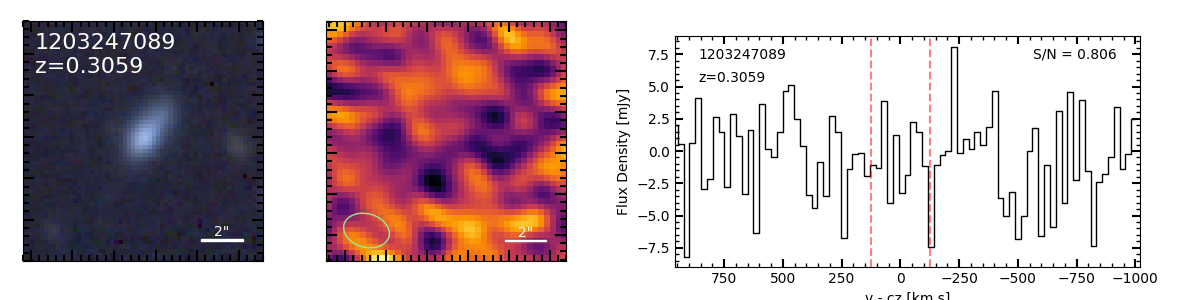 1203247089
z=0.3059
2"
2"
1203247089
z=0.3059
S/N = 0.806
Flux Density [mJy]
7.5
5.0
2.5
0.0
−2.5
−5.0
−7.5
750 500 250 0 −250 −500 −750 −1000
v - cz [km s]